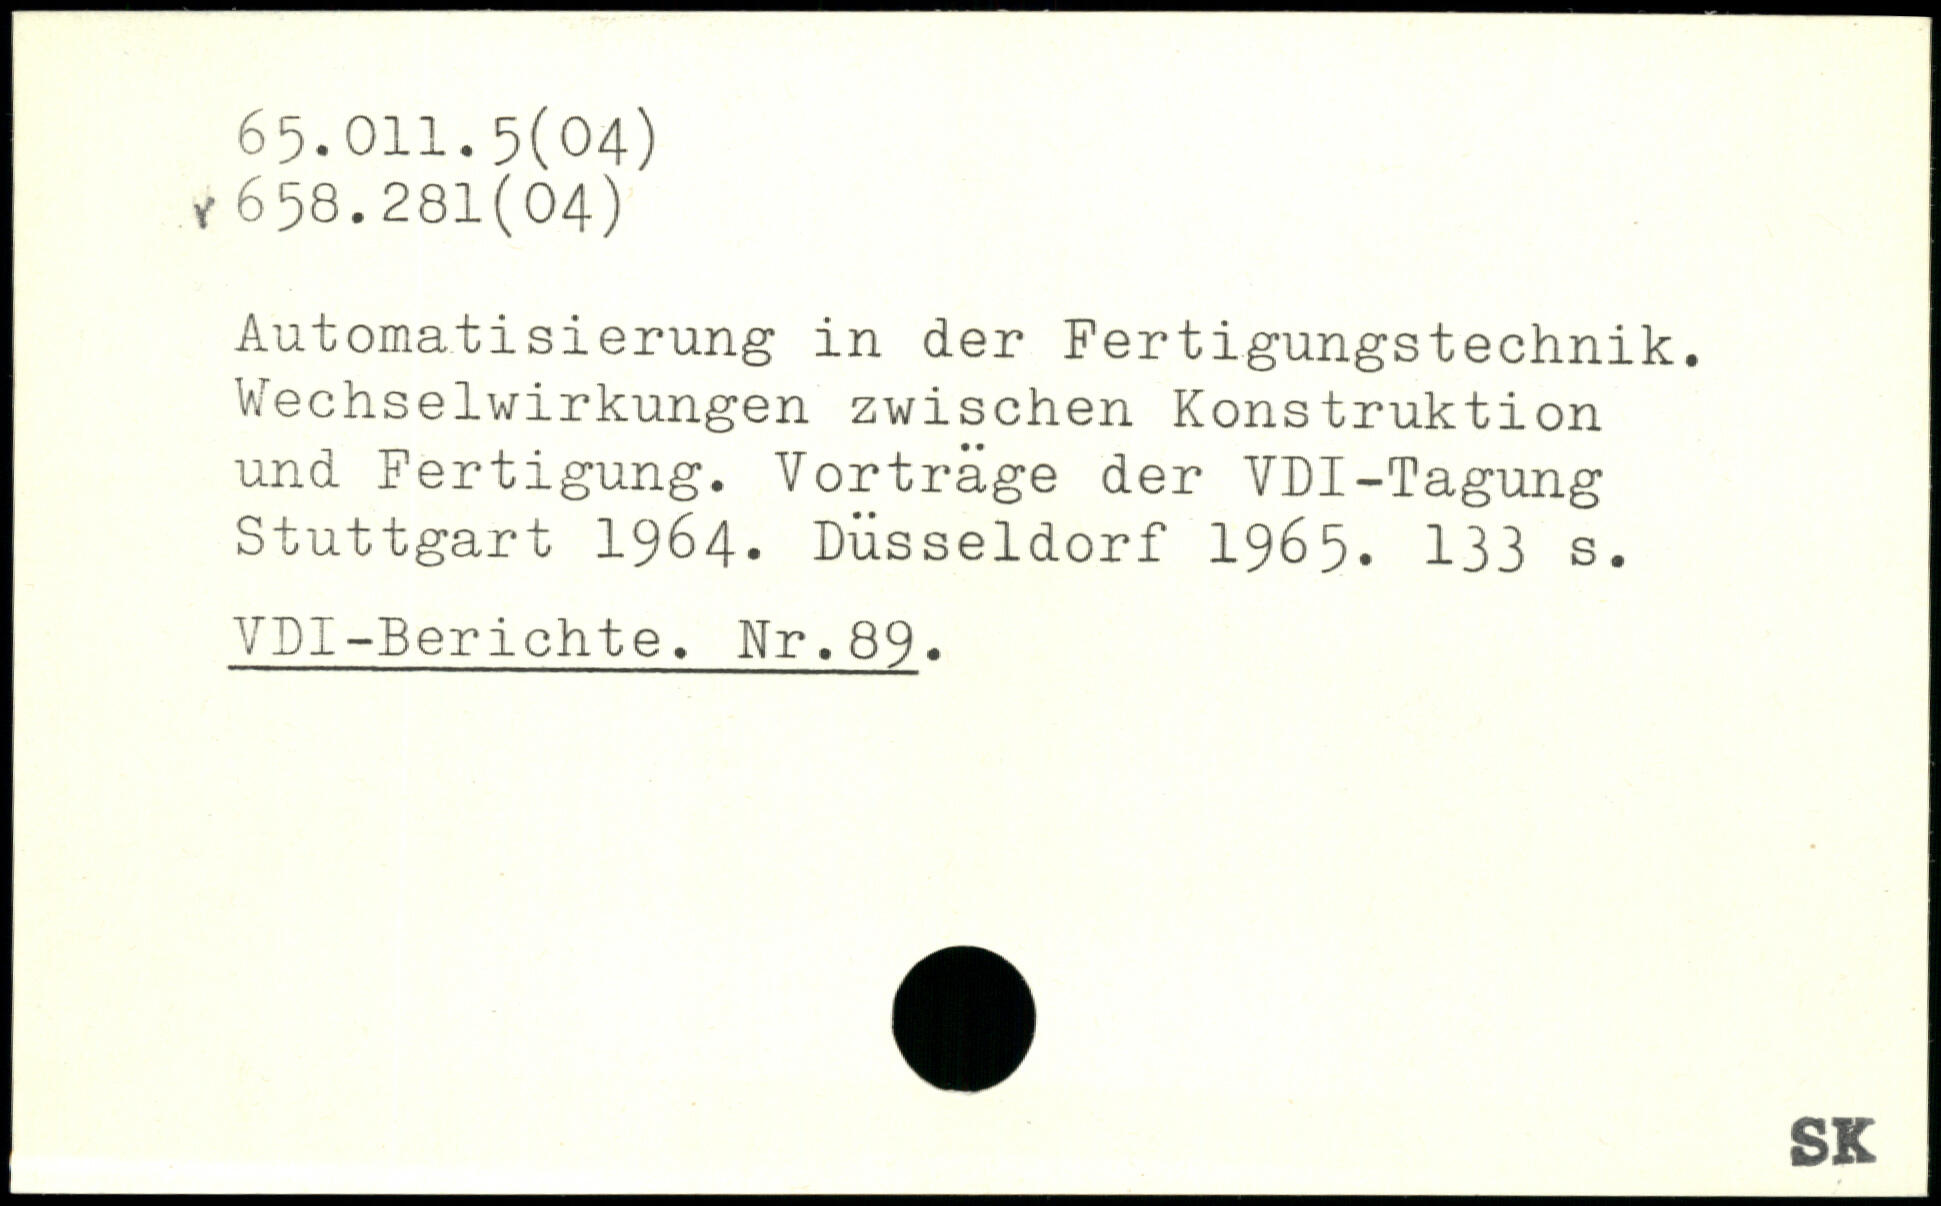 65.011.5(04)
658.281(04)
Automatisierung in der Fertigungstechnik.
Wechselwirkungen zwischen Konstruktion
und Fertigung. Vorträge der VDI-Tagung
Stuttgart 1964. Düsseldorf 1965. 133 s.
VDI-Berichte. Nr.89.
SK